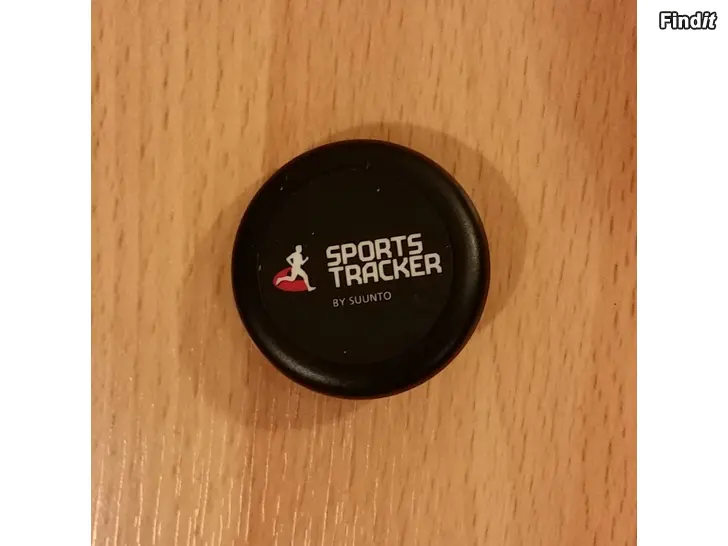 Findit
SPORTS
TRACKER
BY SUUNTO